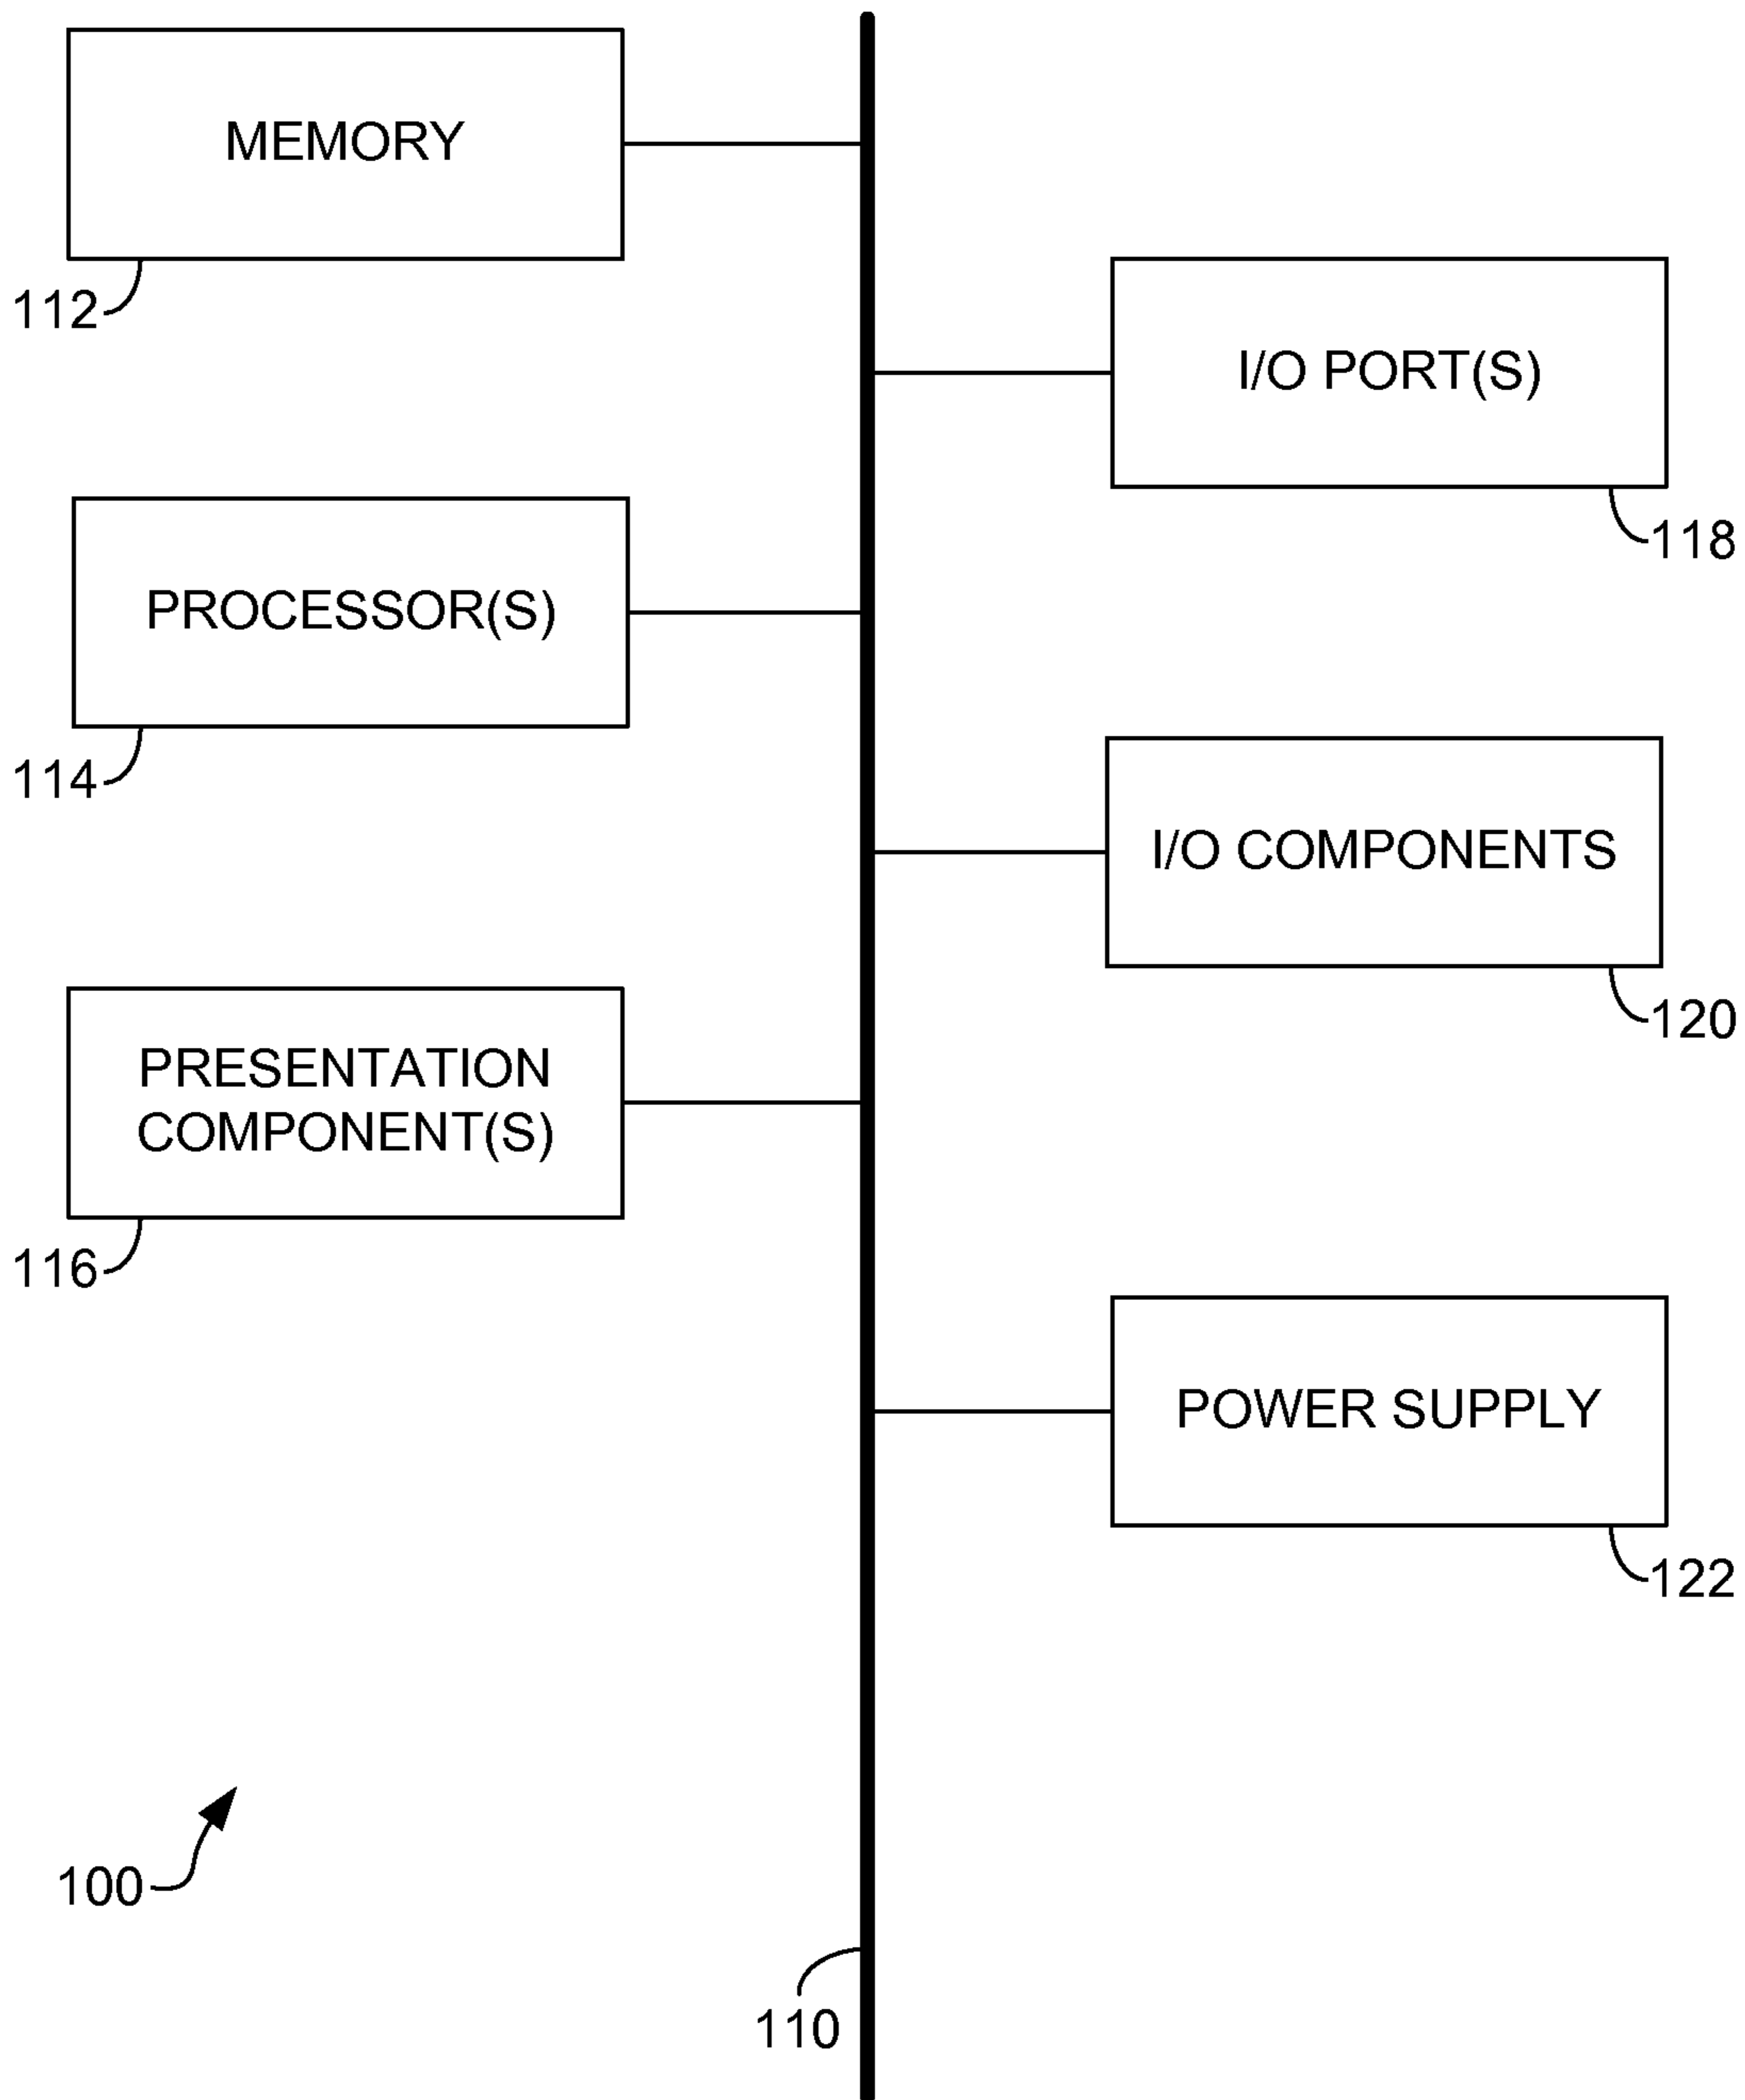 MEMORY
112
I/O PORT(S)
118
PROCESSOR(S)
114
I/O COMPONENTS
120
PRESENTATION
COMPONENT(S)
116
POWER SUPPLY
122
100
110